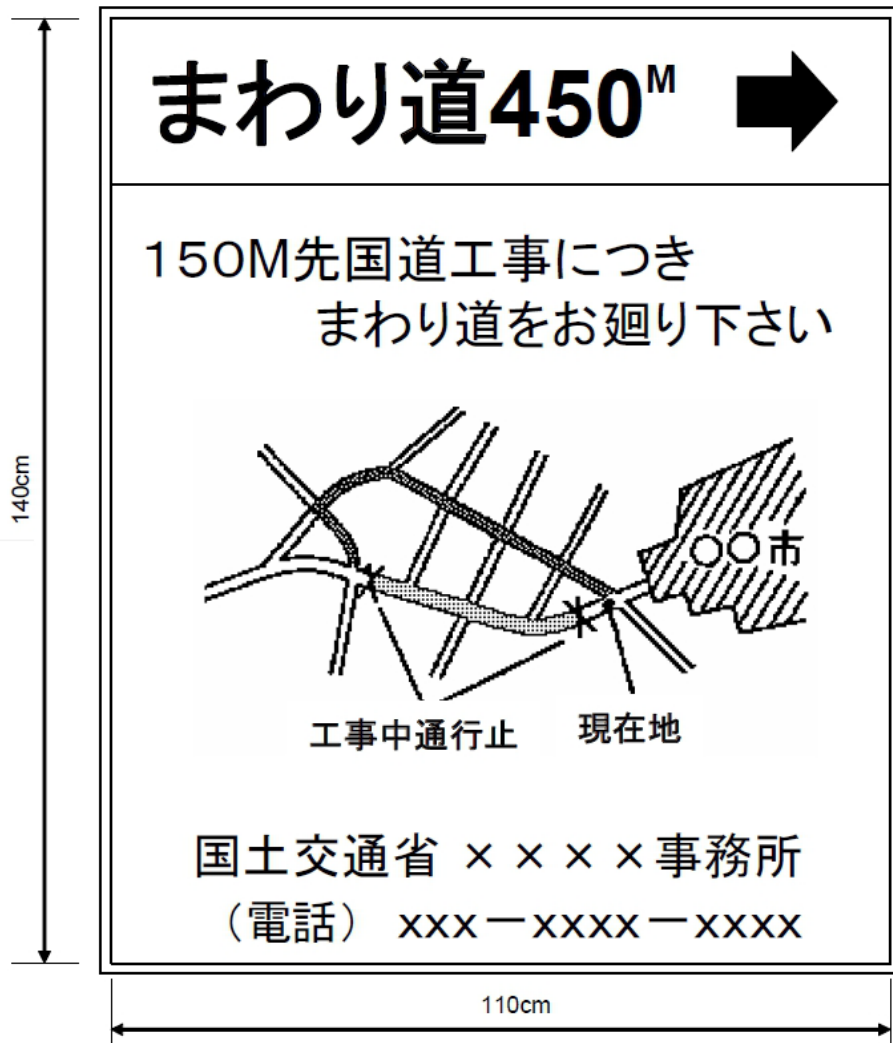 まわり道450M
150M先国道工事につき
まわり道をお廻り下さい
○○市
工事中通行止
現在地
国土交通省 ××××事務所
(電話) xxx－xxxx－xxxx
140cm
110cm